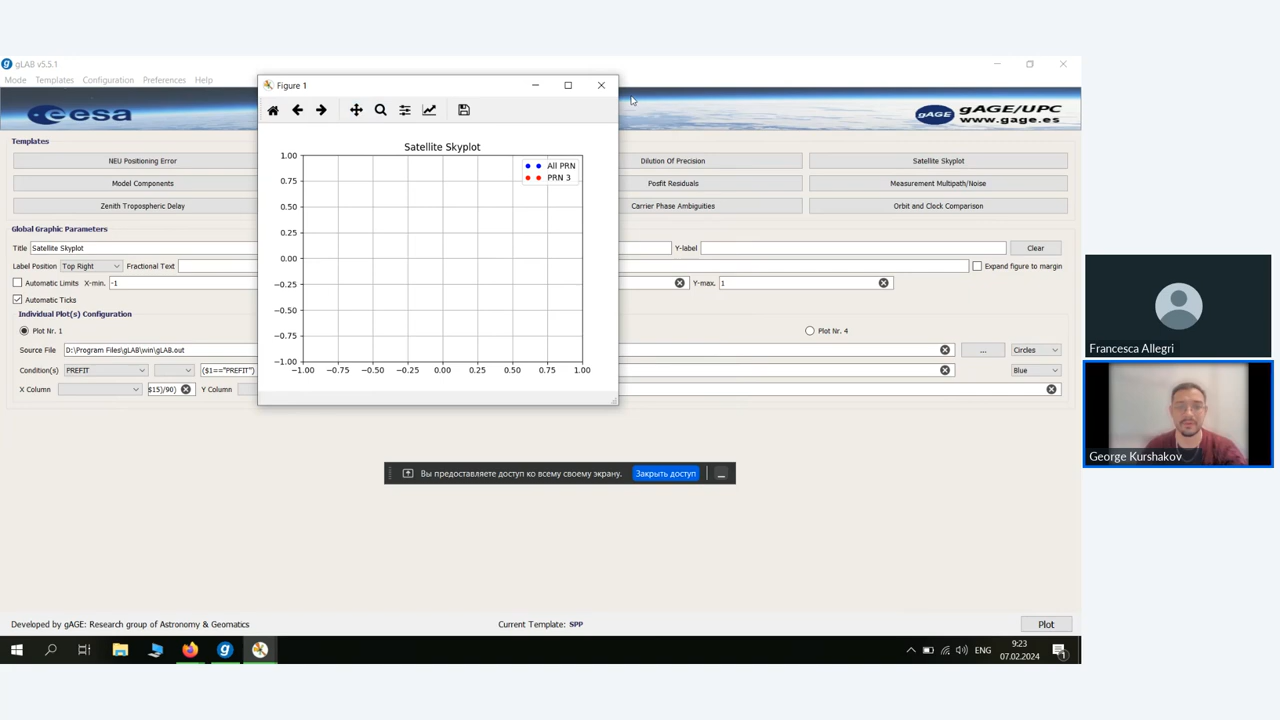 gLAB v5.5.1
Mode Templates Configuration Preferences Help
Figure 1
esa
gAGE/UPC
www.gage.es
Templates
NEU Positioning Error
Dilution Of Precision
Satellite Skyplot
Model Components
Postfit Residuals
Measurement Multipath/Noise
Zenith Tropospheric Delay
Carrier Phase Ambiguities
Orbit and Clock Comparison
Satellite Skyplot
All PRN
PRN 3
1.00
0.75
0.50
0.25
0.00
−0.25
−0.50
−0.75
−1.00
−1.00 −0.75 −0.50 −0.25 0.00 0.25 0.50 0.75 1.00
Global Graphic Parameters
Title Satellite Skyplot
Y-label
Clear
Label Position Top Right Fractional Text
Expand figure to margin
Automatic Limits X-min. -1
Y-max. 1
Automatic Ticks
Individual Plot(s) Configuration
Plot Nr. 1
Plot Nr. 4
Source File D:\Program Files\gLAB\win\gLAB.out
... Circles
Condition(s) PREFIT ($1=="PREFIT")
Blue
X Column $15)/90) Y Column
Вы предоставляете доступ ко всему своему экрану. Закрыть доступ
Francesca Allegri
George Kurshakov
Developed by gAGE: Research group of Astronomy & Geomatics
Current Template: SPP
Plot
ENG
9:23
07.02.2024
1